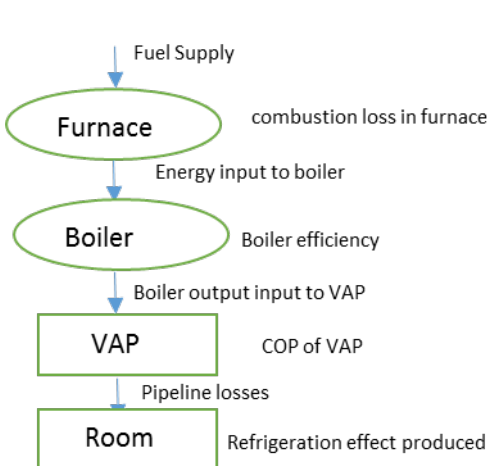 Fuel Supply
Furnace
combustion loss in furnace
Energy input to boiler
Boiler
Boiler efficiency
Boiler output input to VAP
VAP
COP of VAP
Pipeline losses
Room
Refrigeration effect produced